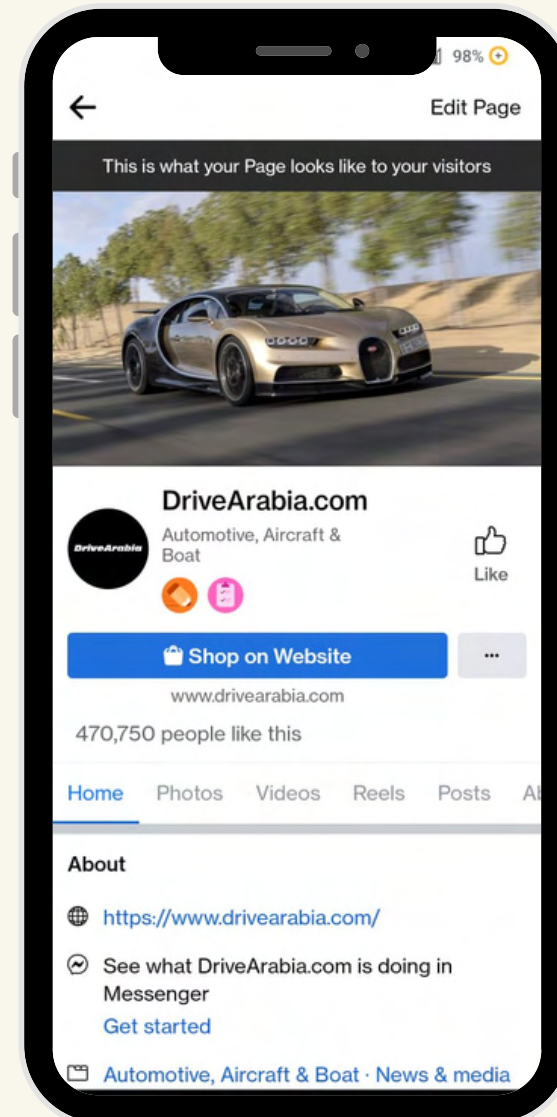 98%
Edit Page
This is what your Page looks like to your visitors
DriveArabia.com
DriveArabia
Automotive, Aircraft &
Boat
Like
Shop on Website
...
www.drivearabia.com
470,750 people like this
Home Photos Videos Reels Posts Ab
About
https://www.drivearabia.com/
See what DriveArabia.com is doing in
Messenger
Get started
Automotive, Aircraft & Boat · News & media